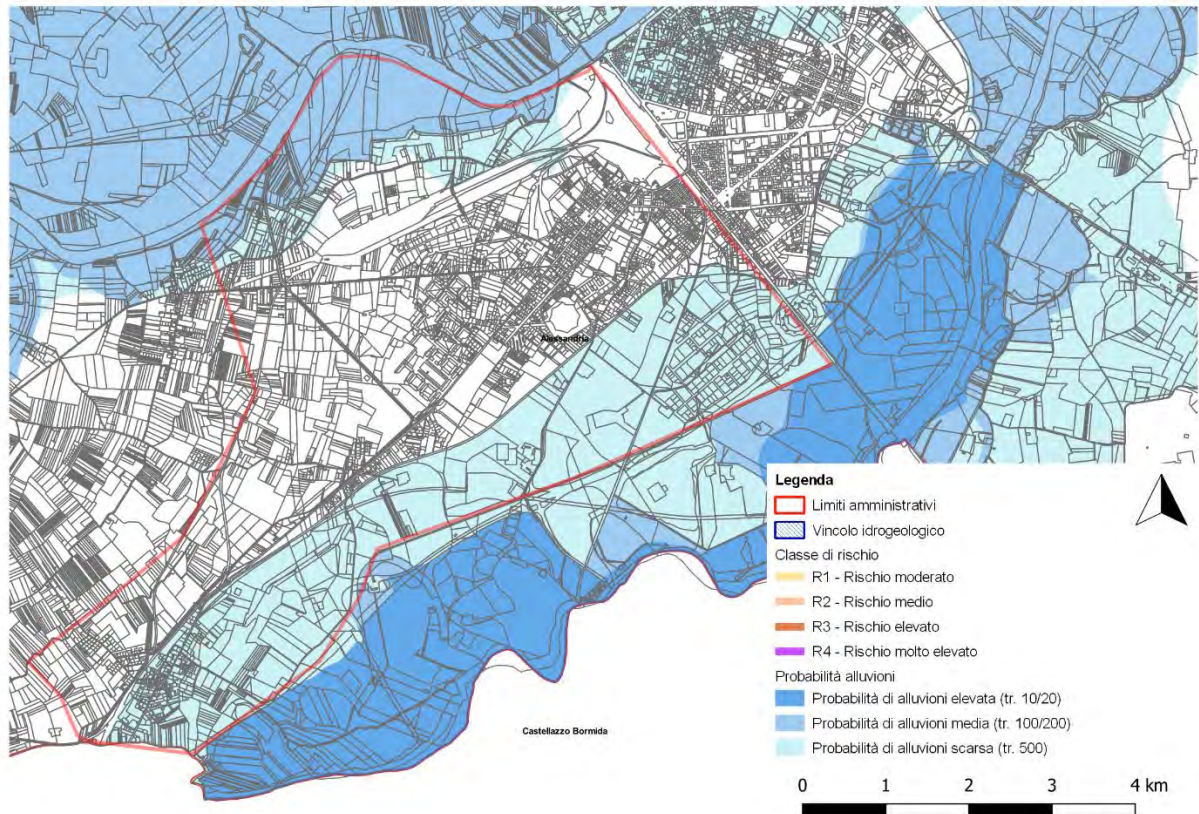 Alessandria
Castellazzo Bormida
Legenda
Limiti amministrativi
Vincolo idrogeologico
Classe di rischio
R1 - Rischio moderato
R2 - Rischio medio
R3 - Rischio elevato
R4 - Rischio molto elevato
Probabilità alluvioni
Probabilità di alluvioni elevata (tr. 10/20)
Probabilità di alluvioni media (tr. 100/200)
Probabilità di alluvioni scarsa (tr. 500)
0 1 2 3 4 km